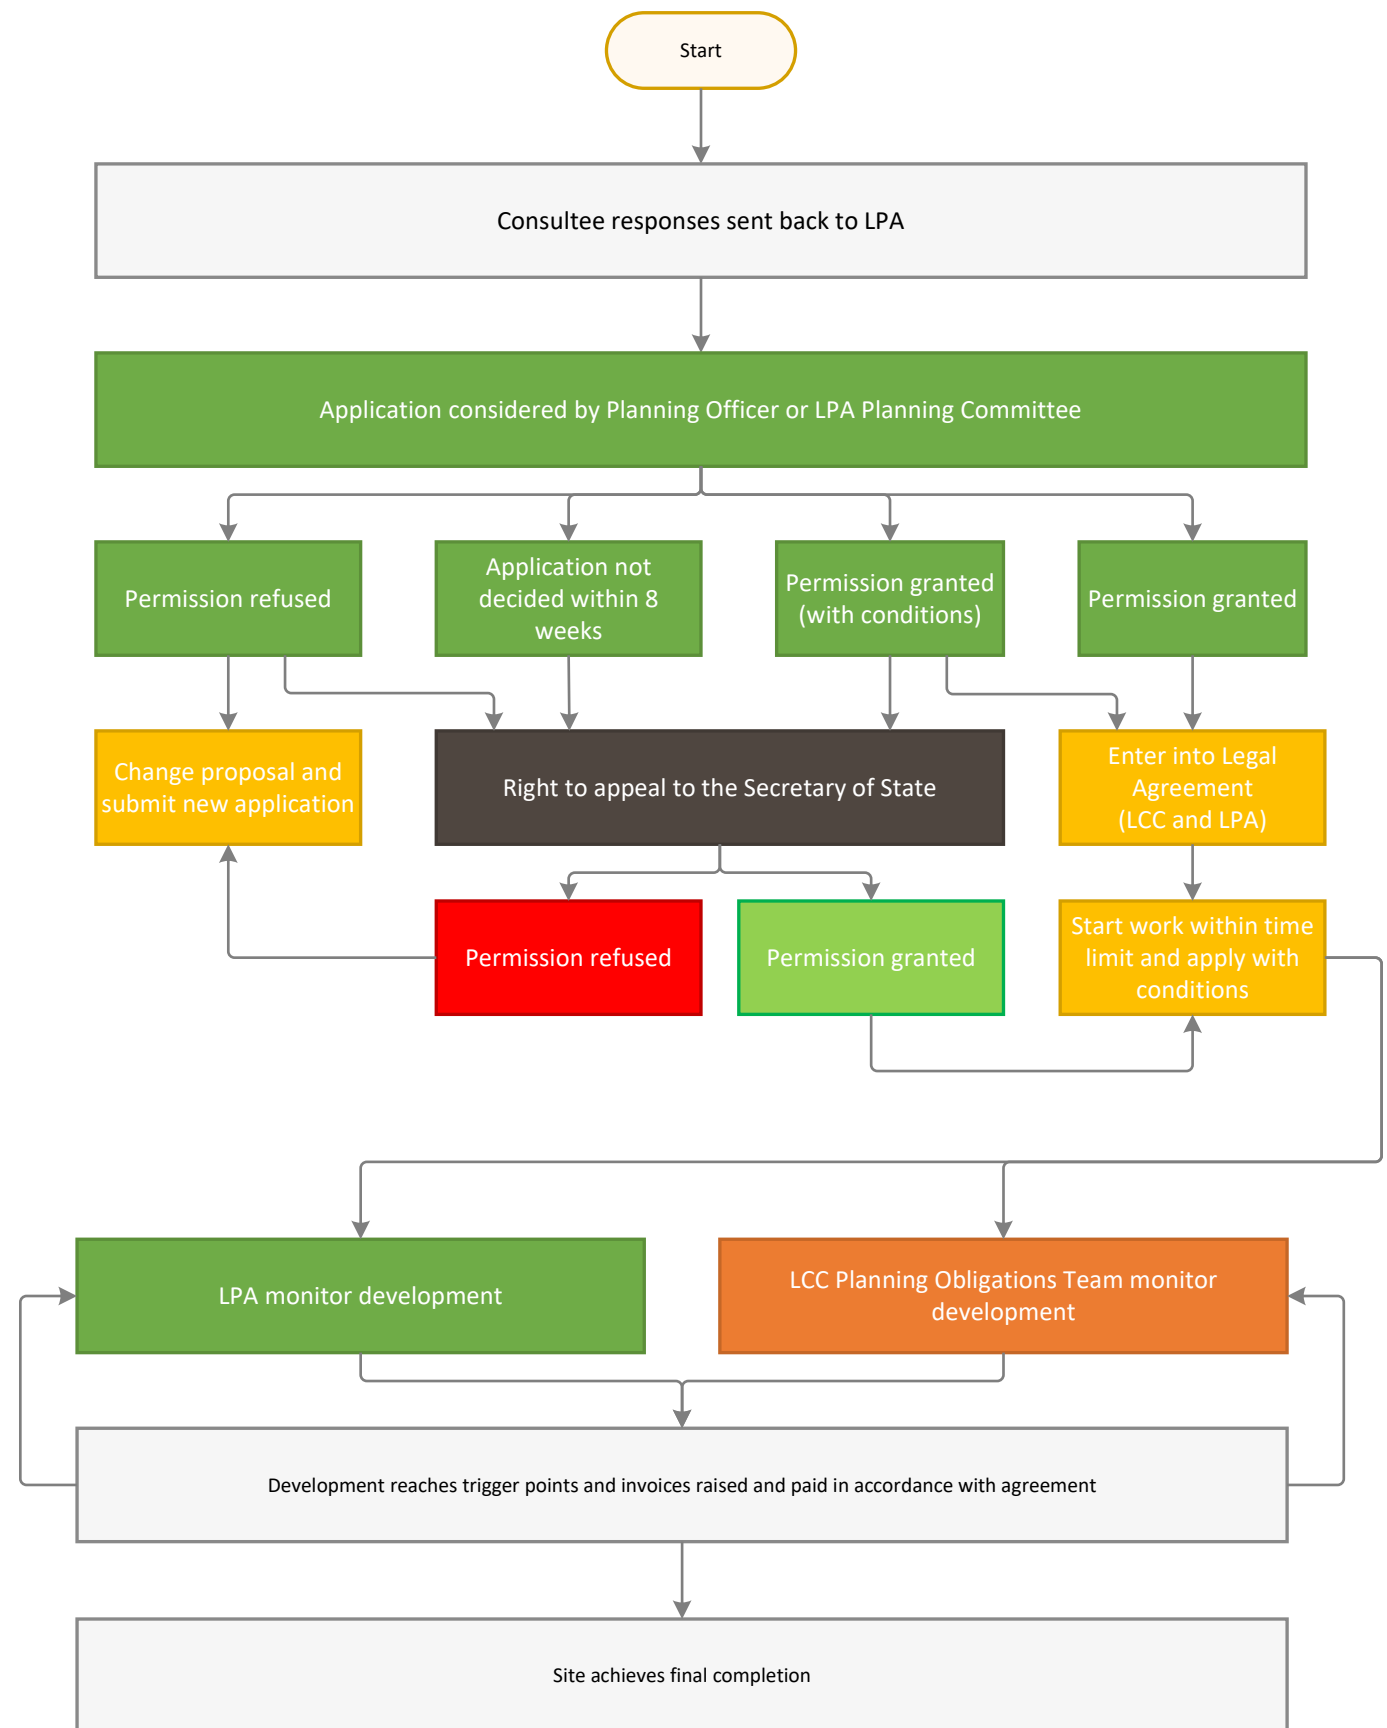 Start
Consultee responses sent back to LPA
Application considered by Planning Officer or LPA Planning Committee
Permission refused
Application not
decided within 8
weeks
Permission granted
(with conditions)
Permission granted
Change proposal and
submit new application
Right to appeal to the Secretary of State
Enter into Legal
Agreement
(LCC and LPA)
Permission refused
Permission granted
Start work within time
limit and apply with
conditions
LPA monitor development
LCC Planning Obligations Team monitor
development
Development reaches trigger points and invoices raised and paid in accordance with agreement
Site achieves final completion